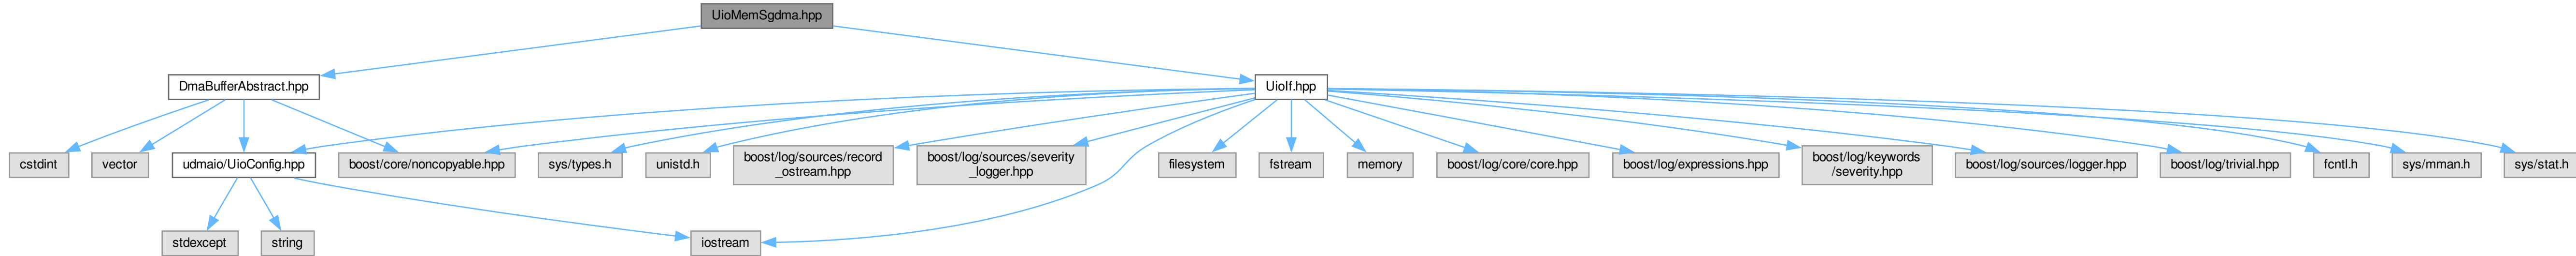 UioMemSgdma.hpp
DmaBufferAbstract.hpp
UioIf.hpp
cstdint
vector
udmaio/UioConfig.hpp
boost/core/noncopyable.hpp
sys/types.h
unistd.h
boost/log/sources/record
_ostream.hpp
boost/log/sources/severity
_logger.hpp
filesystem
fstream
memory
boost/log/core/core.hpp
boost/log/expressions.hpp
boost/log/keywords
/severity.hpp
boost/log/sources/logger.hpp
boost/log/trivial.hpp
fcntl.h
sys/mman.h
sys/stat.h
stdexcept
string
iostream